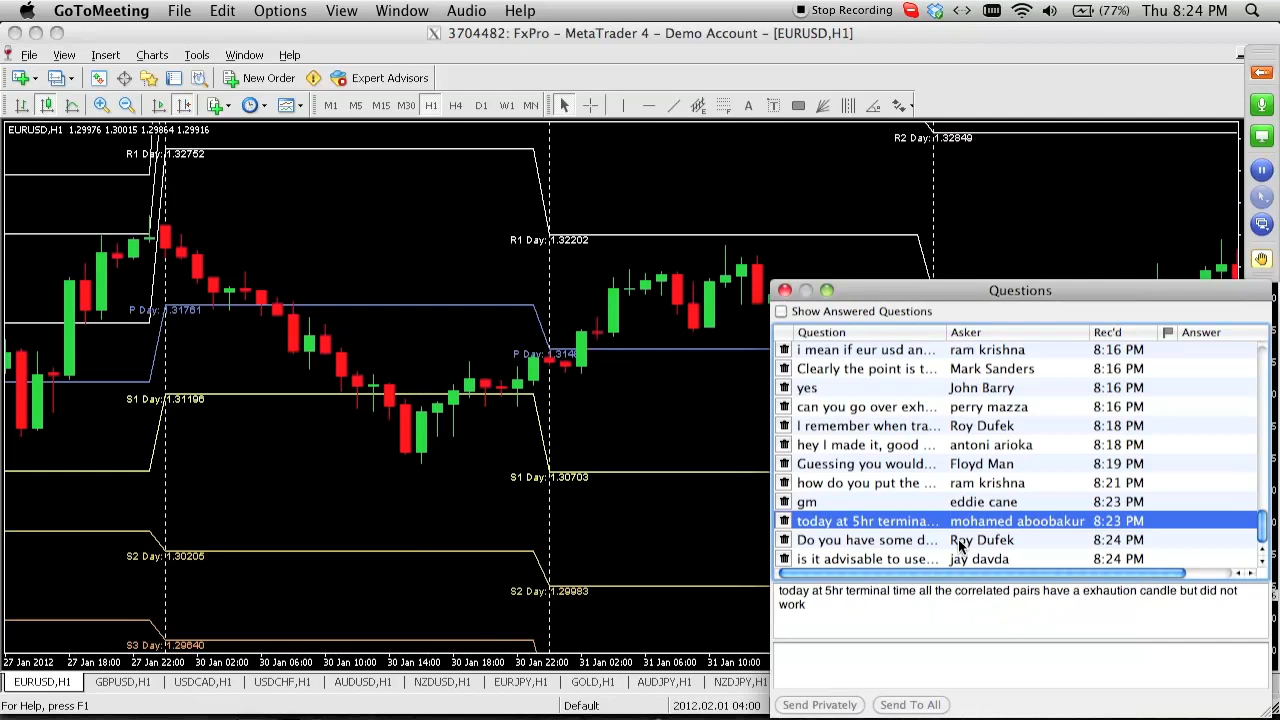 GoToMeeting File Edit Options View Window Audio Help Stop Recording (77%) Thu 8:24 PM
3704482: FxPro - MetaTrader 4 - Demo Account - [EURUSD,H1]
File View Insert Charts Tools Window Help
New Order Expert Advisors
M1 M5 M15 M30 H1 H4 D1 W1 MN A T
EURUSD,H1 1.29976 1.30015 1.29864 1.29916
R2 Day: 1.32849
R1 Day: 1.32752
R1 Day: 1.32202
P Day: 1.31761
S1 Day: 1.31196
S1 Day: 1.30703
S2 Day: 1.30205
S2 Day: 1.29983
S3 Day: 1.29640
27 Jan 2012 27 Jan 18:00 27 Jan 22:00 30 Jan 02:00 30 Jan 06:00 30 Jan 10:00 30 Jan 14:00 30 Jan 18:00 30 Jan 22:00 31 Jan 02:00 31 Jan 06:00 31 Jan 10:00
EURUSD,H1 GBPUSD,H1 USDCAD,H1 USDCHF,H1 AUDUSD,H1 NZDUSD,H1 EURJPY,H1 GOLD,H1 AUDJPY,H1 NZDJPY,H1
For Help, press F1 Default 2012.02.01 04:00
Questions
Show Answered Questions
Question Asker Rec'd Answer
i mean if eur usd an... ram krishna 8:16 PM
Clearly the point is t... Mark Sanders 8:16 PM
yes John Barry 8:16 PM
can you go over exh... perry mazza 8:16 PM
I remember when tra... Roy Dufek 8:18 PM
hey I made it, good ... antoni arioka 8:18 PM
Guessing you would... Floyd Man 8:19 PM
how do you put the ... ram krishna 8:21 PM
gm eddie cane 8:23 PM
today at 5hr termina... mohamed aboobakur 8:23 PM
Do you have some d... Roy Dufek 8:24 PM
is it advisable to use... jay davda 8:24 PM
today at 5hr terminal time all the correlated pairs have a exhaution candle but did not
work
Send Privately Send To All